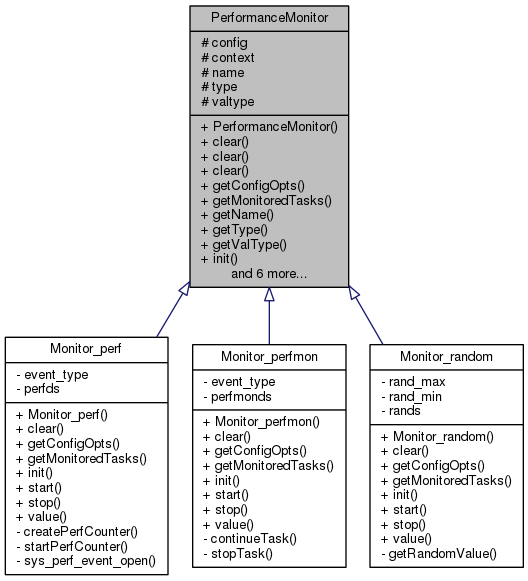 PerformanceMonitor
# config
# context
# name
# type
# valtype
+ PerformanceMonitor()
+ clear()
+ clear()
+ clear()
+ getConfigOpts()
+ getMonitoredTasks()
+ getName()
+ getType()
+ getValType()
+ init()
and 6 more...
Monitor_perf
- event_type
- perfds
+ Monitor_perf()
+ clear()
+ getConfigOpts()
+ getMonitoredTasks()
+ init()
+ start()
+ stop()
+ value()
- createPerfCounter()
- startPerfCounter()
- sys_perf_event_open()
Monitor_perfmon
- event_type
- perfmonds
+ Monitor_perfmon()
+ clear()
+ getConfigOpts()
+ getMonitoredTasks()
+ init()
+ start()
+ stop()
+ value()
- continueTask()
- stopTask()
Monitor_random
- rand_max
- rand_min
- rands
+ Monitor_random()
+ clear()
+ getConfigOpts()
+ getMonitoredTasks()
+ init()
+ start()
+ stop()
+ value()
- getRandomValue()